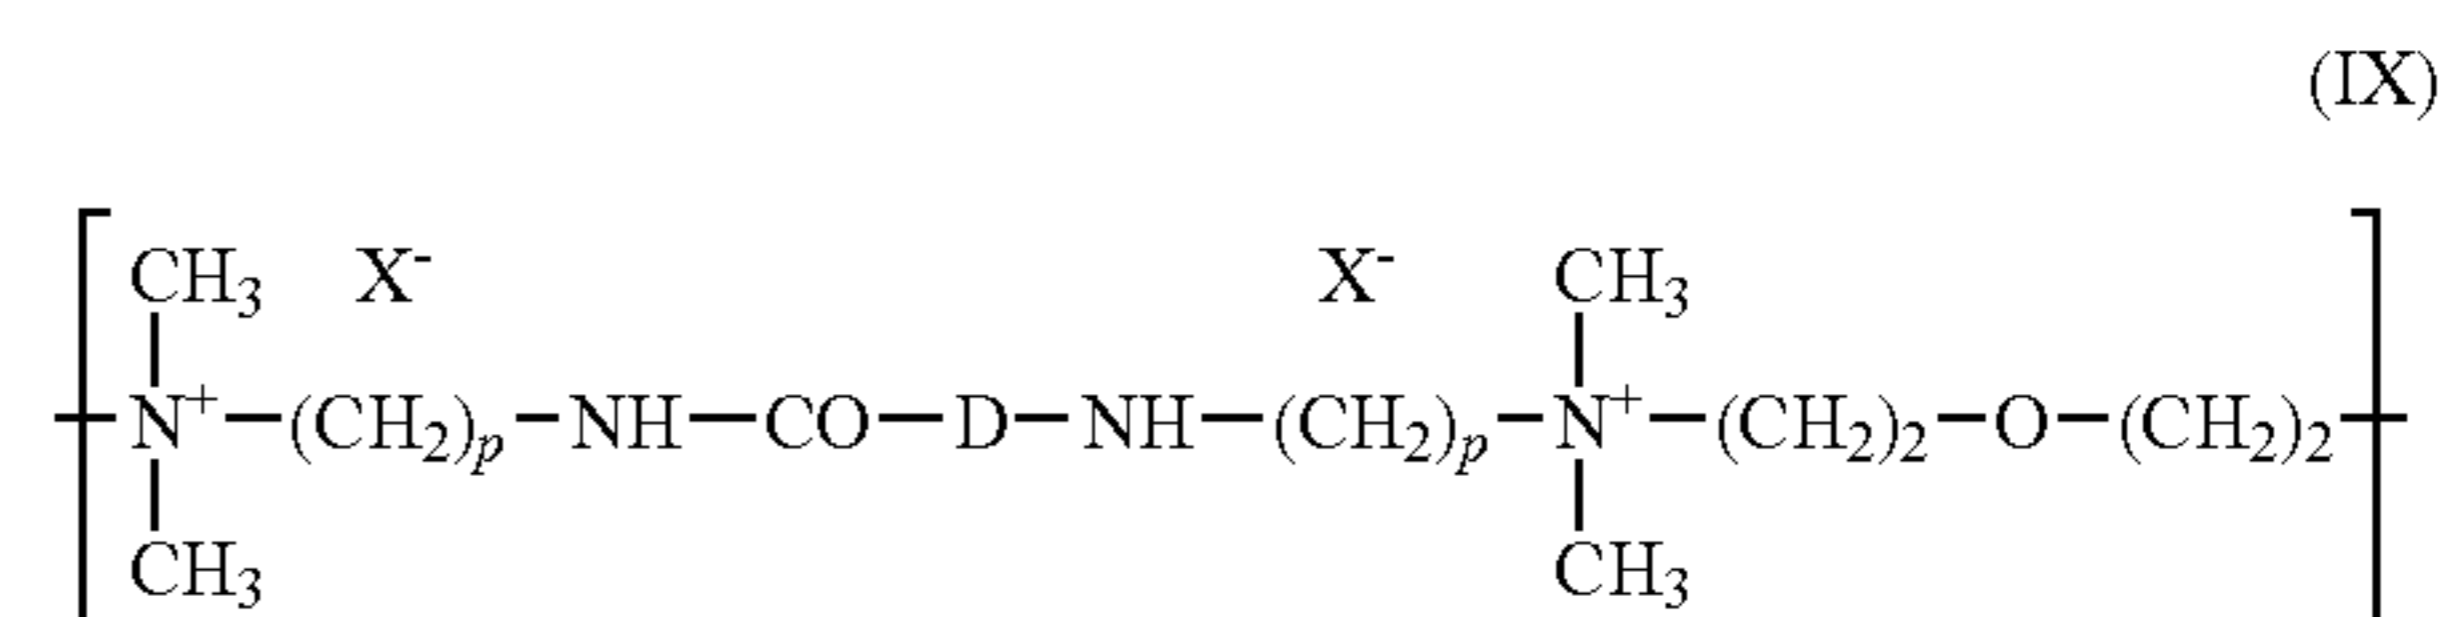 (IX)
CH₃ X⁻ X⁻ CH₃
N⁺—(CH₂)ₚ—NH—CO—D—NH—(CH₂)ₚ—N⁺—(CH₂)₂—O—(CH₂)₂
CH₃ CH₃